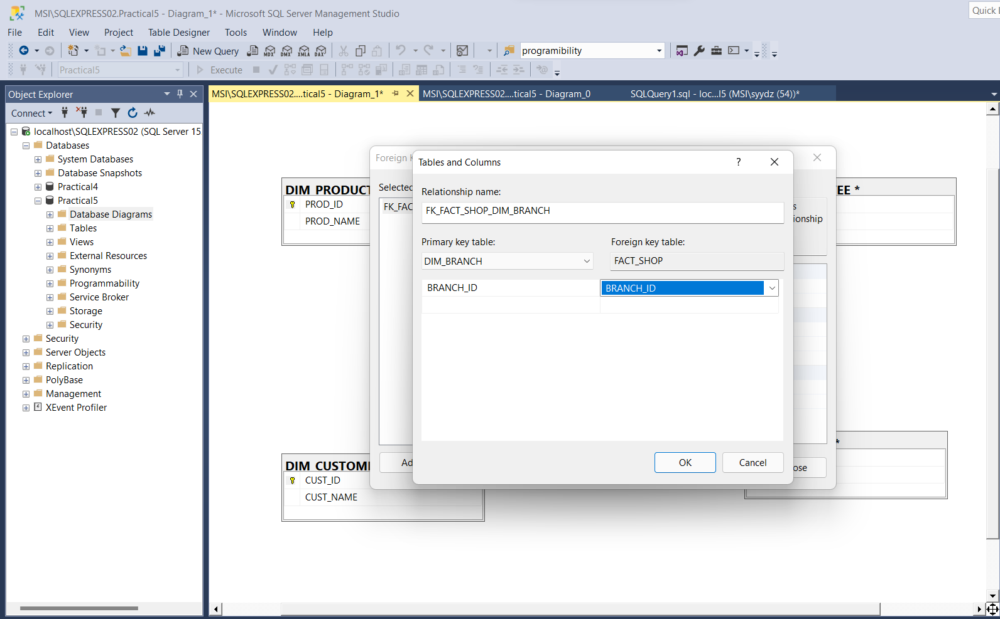 MSI\SQLEXPRESS02.Practical5 - Diagram_1* - Microsoft SQL Server Management Studio
Quick L
File Edit View Project Table Designer Tools Window Help
New Query
MDX DMX XMLA DAX
programibility
Practical5
Execute
Object Explorer
MSI\SQLEXPRESS02....tical5 - Diagram_1*
MSI\SQLEXPRESS02....tical5 - Diagram_0
SQLQuery1.sql - loc...l5 (MSI\syydz (54))*
Connect
localhost\SQLEXPRESS02 (SQL Server 15
Databases
System Databases
Database Snapshots
Practical4
Practical5
Database Diagrams
Tables
Views
External Resources
Synonyms
Programmability
Service Broker
Storage
Security
Security
Server Objects
Replication
PolyBase
Management
XEvent Profiler
DIM_PRODUCT
PROD_ID
PROD_NAME
EE *
DIM_CUSTOM
CUST_ID
CUST_NAME
*
Foreign K
Selected
FK_FAC
s
ionship
Ad
ose
Tables and Columns
?
Relationship name:
FK_FACT_SHOP_DIM_BRANCH
Primary key table:
Foreign key table:
DIM_BRANCH
FACT_SHOP
BRANCH_ID
BRANCH_ID
OK
Cancel